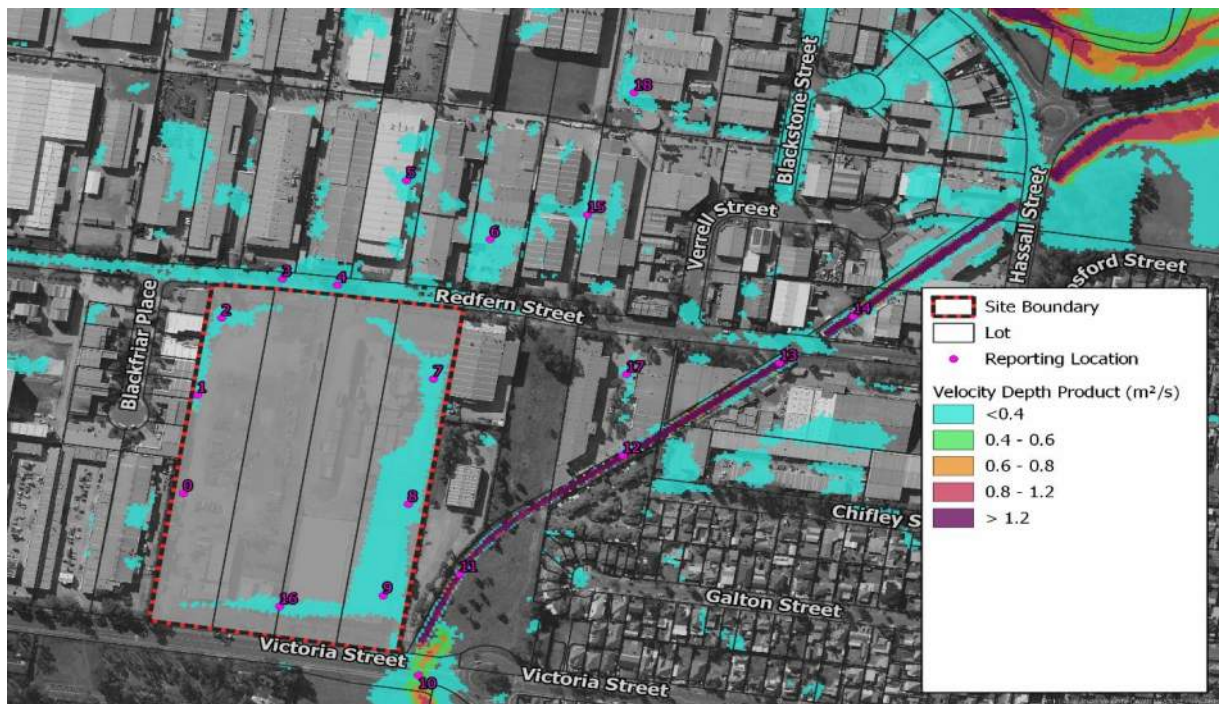 18
Blackstone Street
5
15
Verrell Street
6
Hassall Street
sford Street
3
4
Redfern Street
2
14
Blackfriar Place
13
7
17
1
12
0
8
Chifley S
11
9
16
Galton Street
Victoria Street
10
Victoria Street
Site Boundary
Lot
Reporting Location
Velocity Depth Product (m²/s)
<0.4
0.4 - 0.6
0.6 - 0.8
0.8 - 1.2
> 1.2